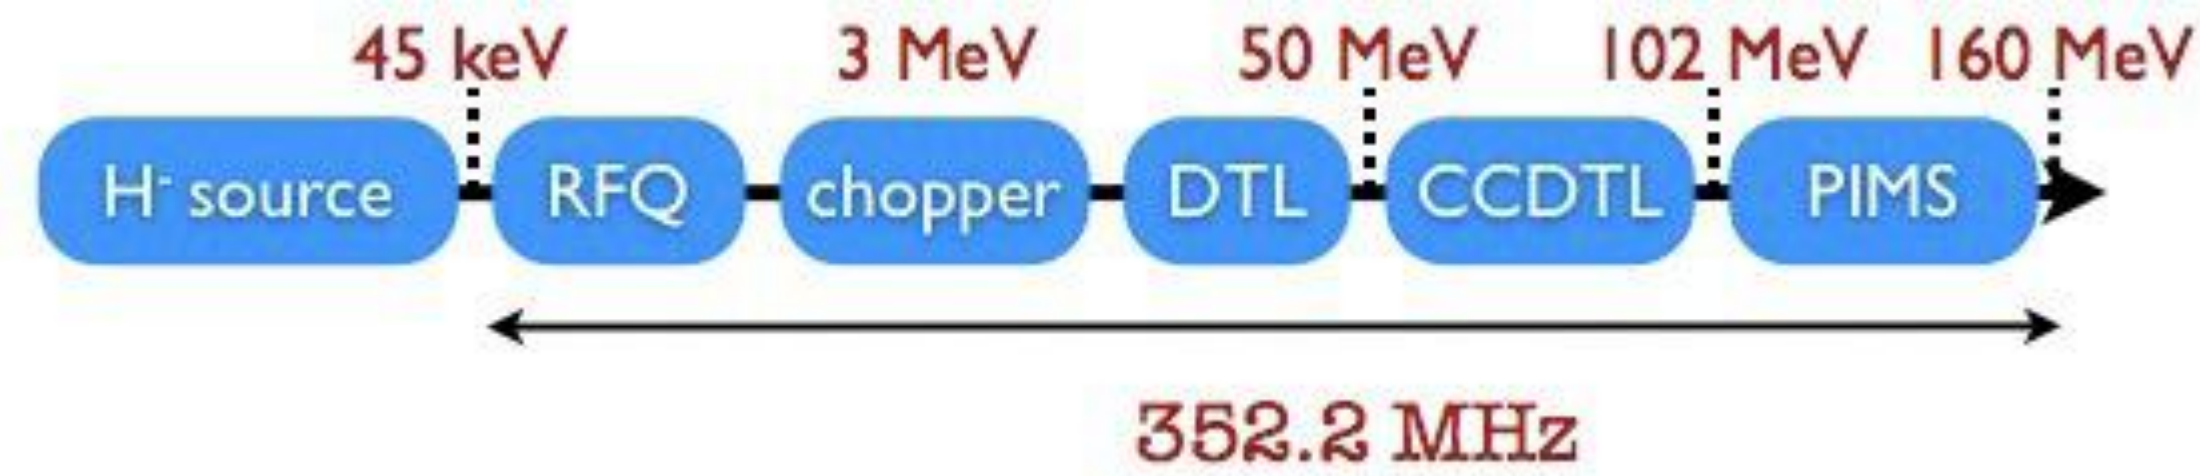 45 keV 3 MeV 50 MeV 102 MeV 160 MeV
H- source RFQ chopper DTL CCDTL PIMS
352.2 MHz